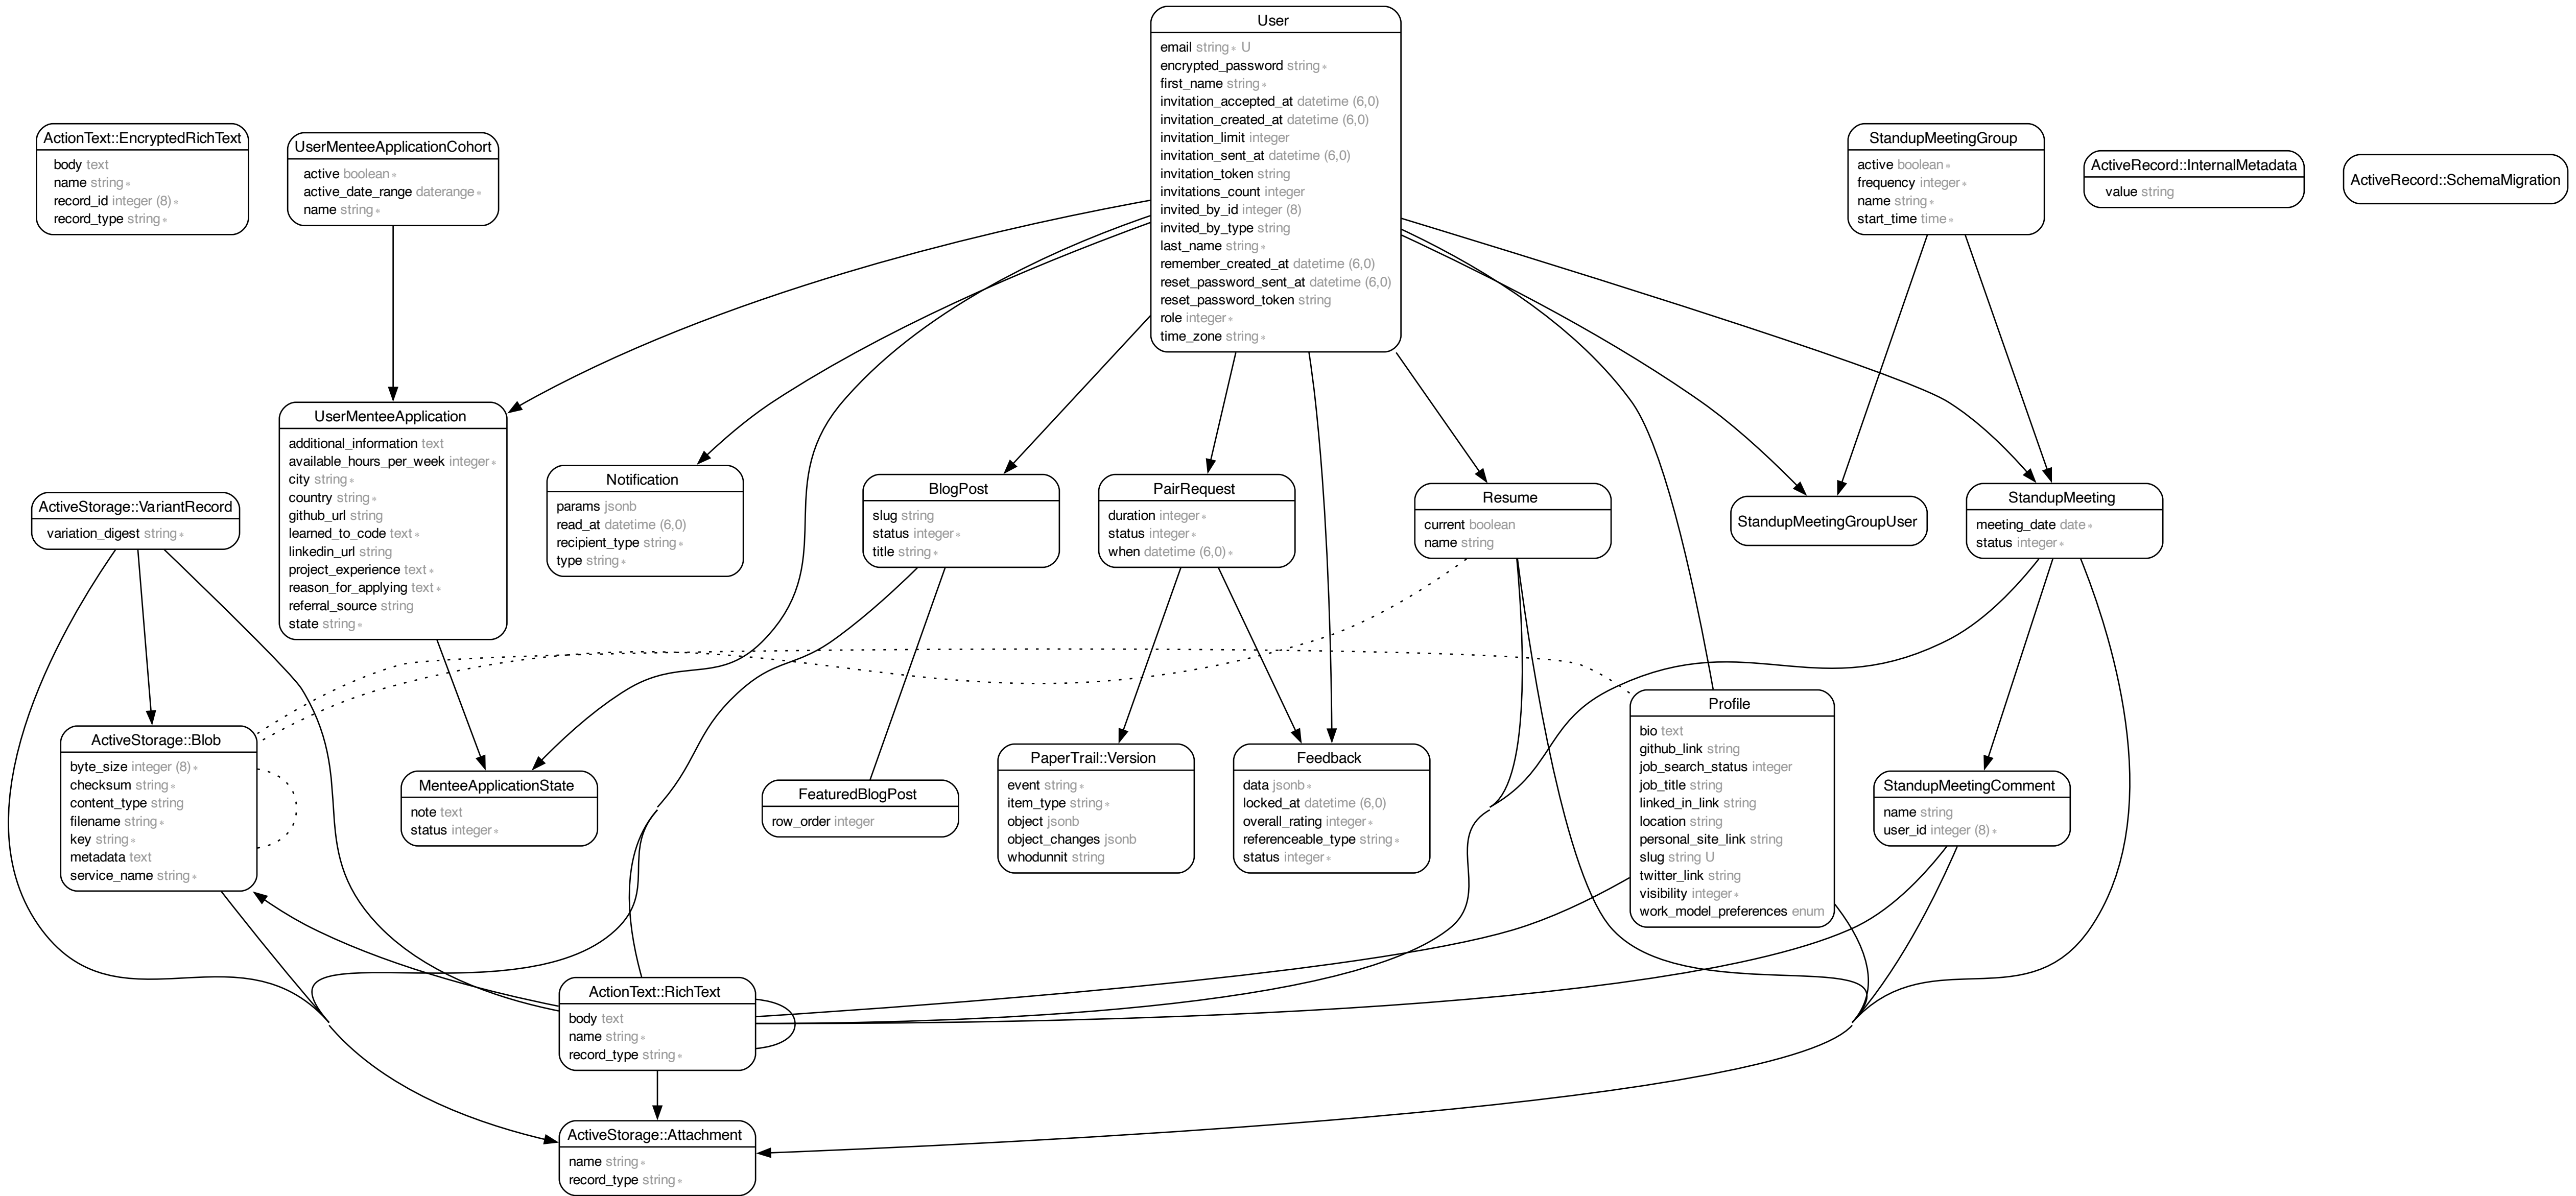 User
email string∗ U
encrypted_password string∗
first_name string∗
invitation_accepted_at datetime (6,0)
invitation_created_at datetime (6,0)
invitation_limit integer
invitation_sent_at datetime (6,0)
invitation_token string
invitations_count integer
invited_by_id integer (8)
invited_by_type string
last_name string∗
remember_created_at datetime (6,0)
reset_password_sent_at datetime (6,0)
reset_password_token string
role integer∗
time_zone string∗
ActionText::EncryptedRichText
body text
name string∗
record_id integer (8)∗
record_type string∗
UserMenteeApplicationCohort
active boolean∗
active_date_range daterange∗
name string∗
StandupMeetingGroup
active boolean∗
frequency integer∗
name string∗
start_time time∗
ActiveRecord::InternalMetadata
value string
ActiveRecord::SchemaMigration
UserMenteeApplication
additional_information text
available_hours_per_week integer∗
city string∗
country string∗
github_url string
learned_to_code text∗
linkedin_url string
project_experience text∗
reason_for_applying text∗
referral_source string
state string∗
ActiveStorage::VariantRecord
variation_digest string∗
Notification
params jsonb
read_at datetime (6,0)
recipient_type string∗
type string∗
BlogPost
slug string
status integer∗
title string∗
PairRequest
duration integer∗
status integer∗
when datetime (6,0)∗
Resume
current boolean
name string
StandupMeetingGroupUser
StandupMeeting
meeting_date date∗
status integer∗
ActiveStorage::Blob
byte_size integer (8)∗
checksum string∗
content_type string
filename string∗
key string∗
metadata text
service_name string∗
MenteeApplicationState
note text
status integer∗
FeaturedBlogPost
row_order integer
PaperTrail::Version
event string∗
item_type string∗
object jsonb
object_changes jsonb
whodunnit string
Feedback
data jsonb∗
locked_at datetime (6,0)
overall_rating integer∗
referenceable_type string∗
status integer∗
Profile
bio text
github_link string
job_search_status integer
job_title string
linked_in_link string
location string
personal_site_link string
slug string U
twitter_link string
visibility integer∗
work_model_preferences enum
StandupMeetingComment
name string
user_id integer (8)∗
ActionText::RichText
body text
name string∗
record_type string∗
ActiveStorage::Attachment
name string∗
record_type string∗